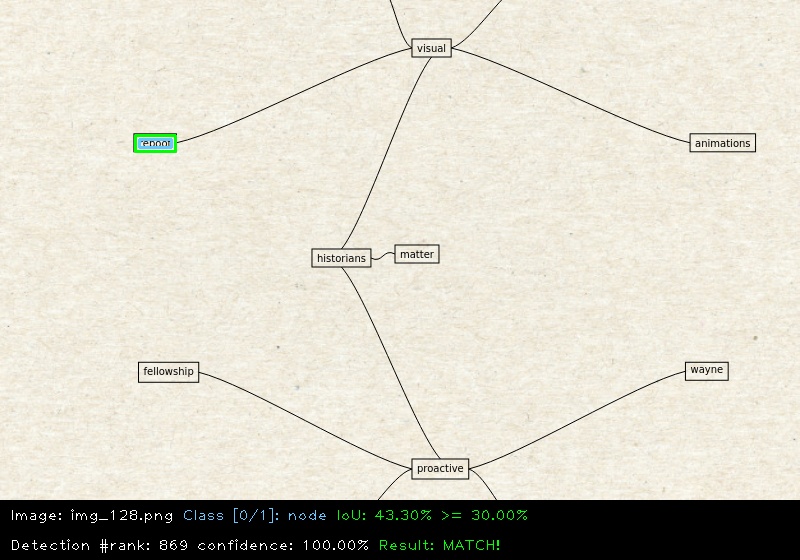 visual
reboot
animations
historians
matter
fellowship
wayne
proactive
Image: img_128.png Class [0/1]: node IoU: 43.30% >= 30.00%
Detection #rank: 869 confidence: 100.00% Result: MATCH!